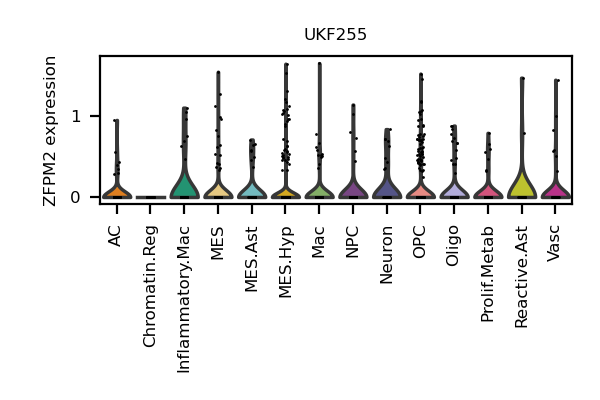 UKF255
ZFPM2 expression
1
0
AC
Chromatin.Reg
Inflammatory.Mac
MES
MES.Ast
MES.Hyp
Mac
NPC
Neuron
OPC
Oligo
Prolif.Metab
Reactive.Ast
Vasc